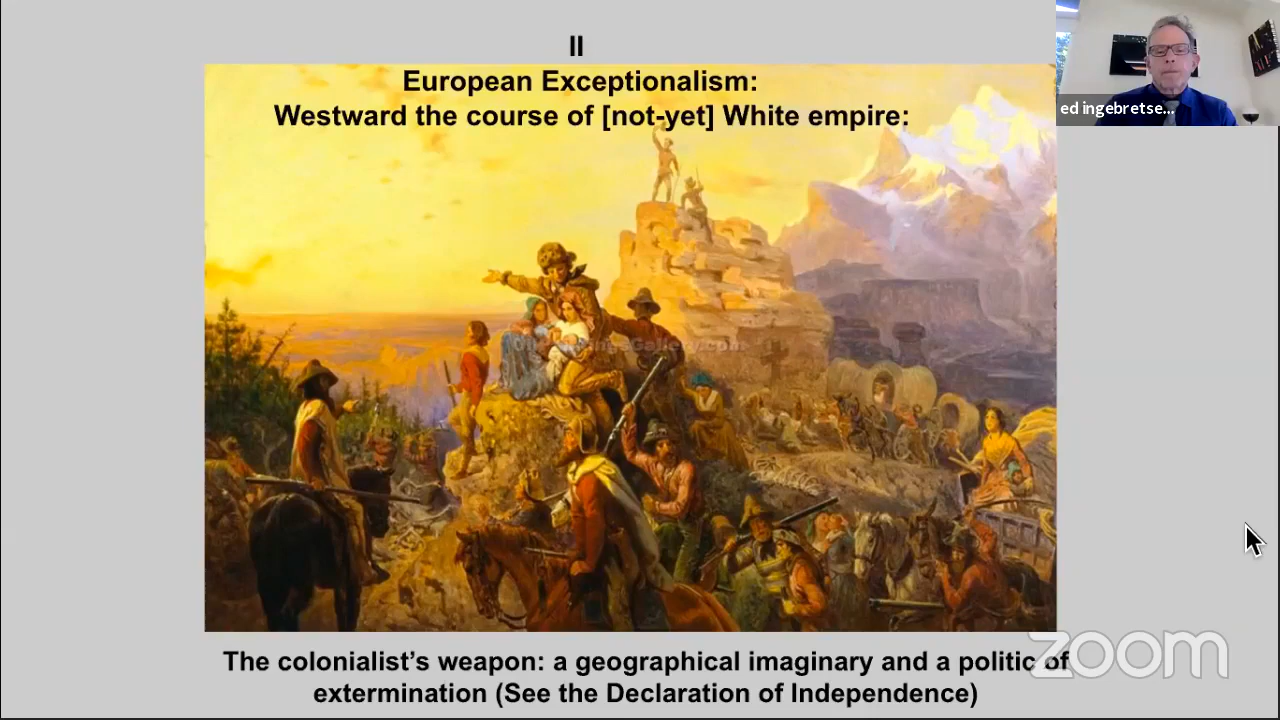 II
European Exceptionalism:
Westward the course of [not-yet] White empire:
ed ingebretse...
The colonialist's weapon: a geographical imaginary and a politic of
extermination (See the Declaration of Independence)
zoom